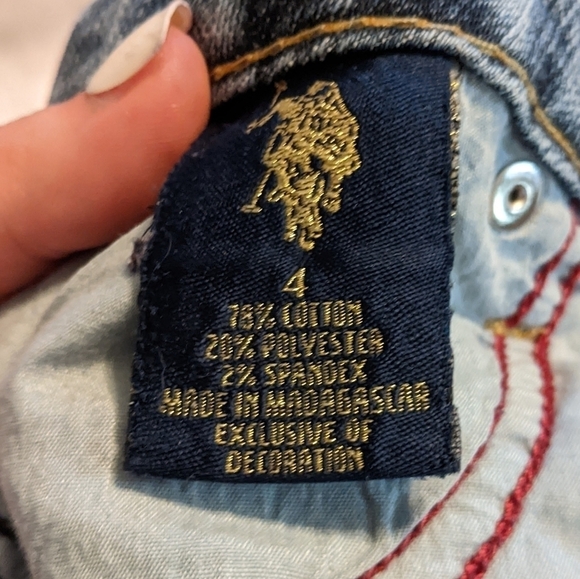 4
78% COTTON
20% POLYESTER
2% SPANDEX
MADE IN MADAGASCAR
EXCLUSIVE OF
DECORATION